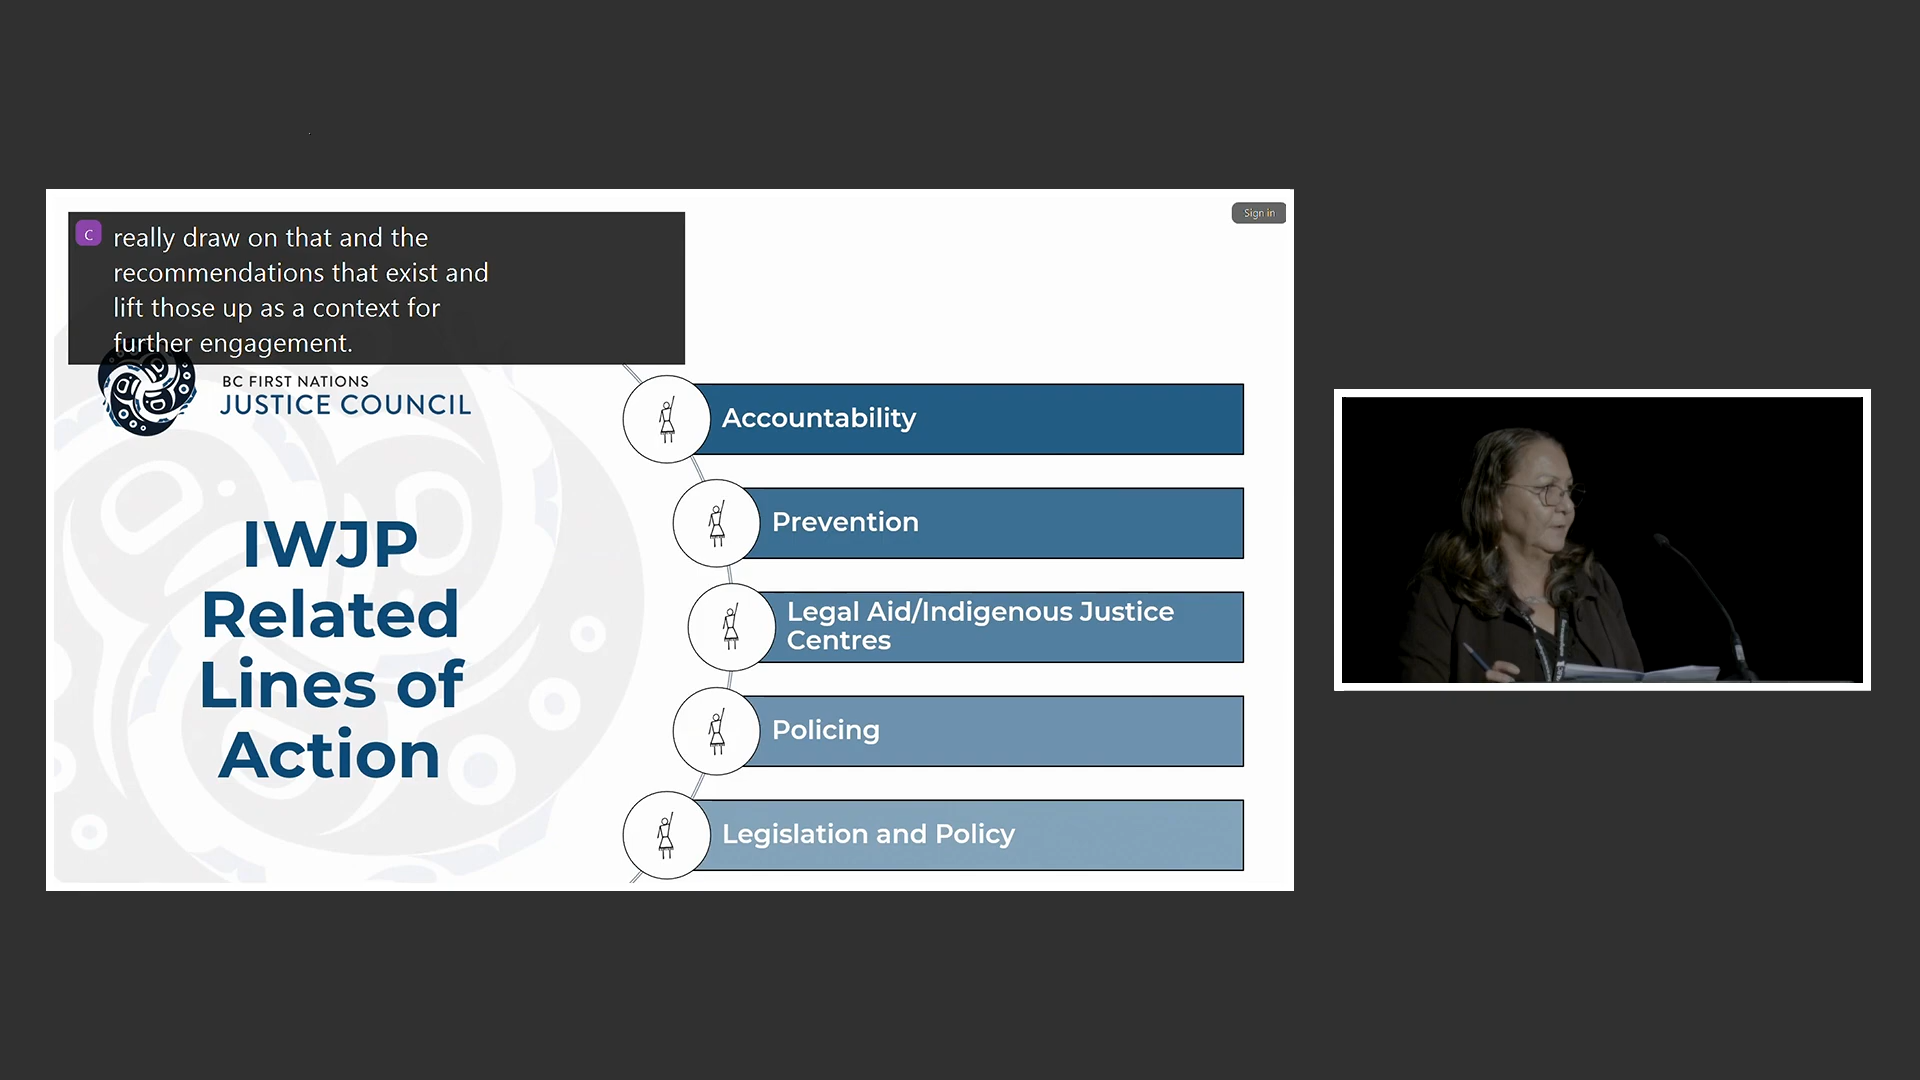 Sign in
C
really draw on that and the
recommendations that exist and
lift those up as a context for
further engagement.
BC FIRST NATIONS
JUSTICE COUNCIL
IWJP
Related
Lines of
Action
Accountability
Prevention
Legal Aid/Indigenous Justice
Centres
Policing
Legislation and Policy